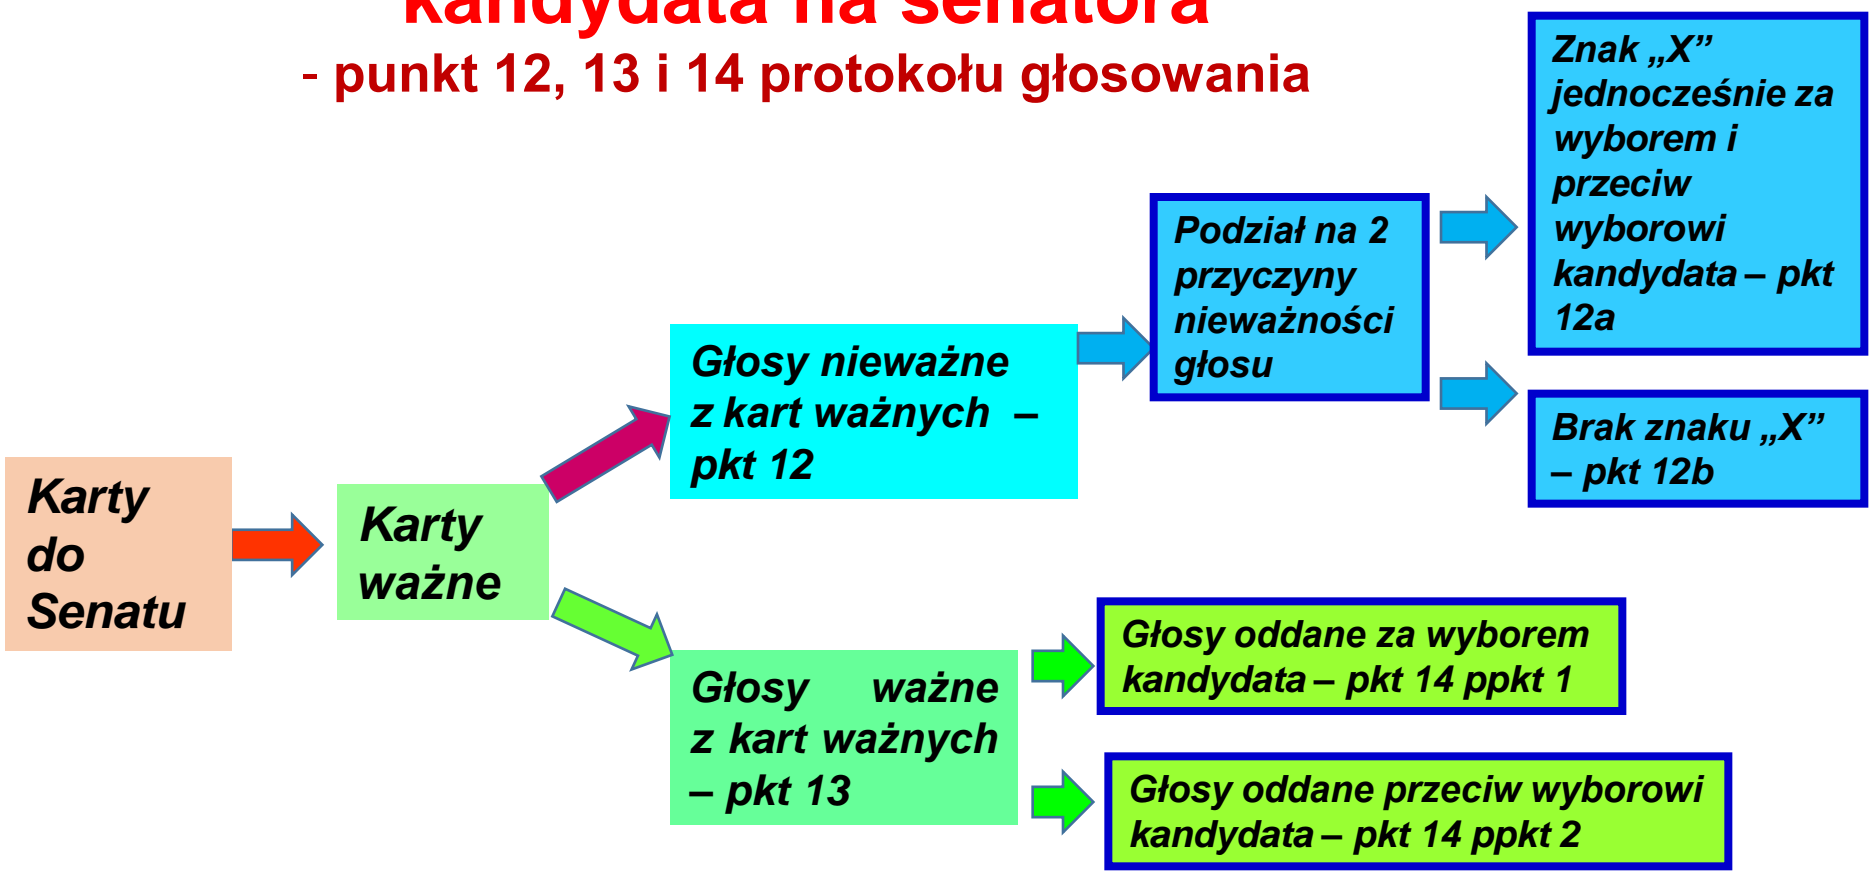 kandydata na senatora
- punkt 12, 13 i 14 protokołu głosowania
Karty
do
Senatu
Karty
ważne
Głosy nieważne
z kart ważnych –
pkt 12
Podział na 2
przyczyny
nieważności
głosu
Znak „X”
jednocześnie za
wyborem i
przeciw
wyborowi
kandydata – pkt
12a
Brak znaku „X”
– pkt 12b
Głosy ważne
z kart ważnych
– pkt 13
Głosy oddane za wyborem
kandydata – pkt 14 ppkt 1
Głosy oddane przeciw wyborowi
kandydata – pkt 14 ppkt 2